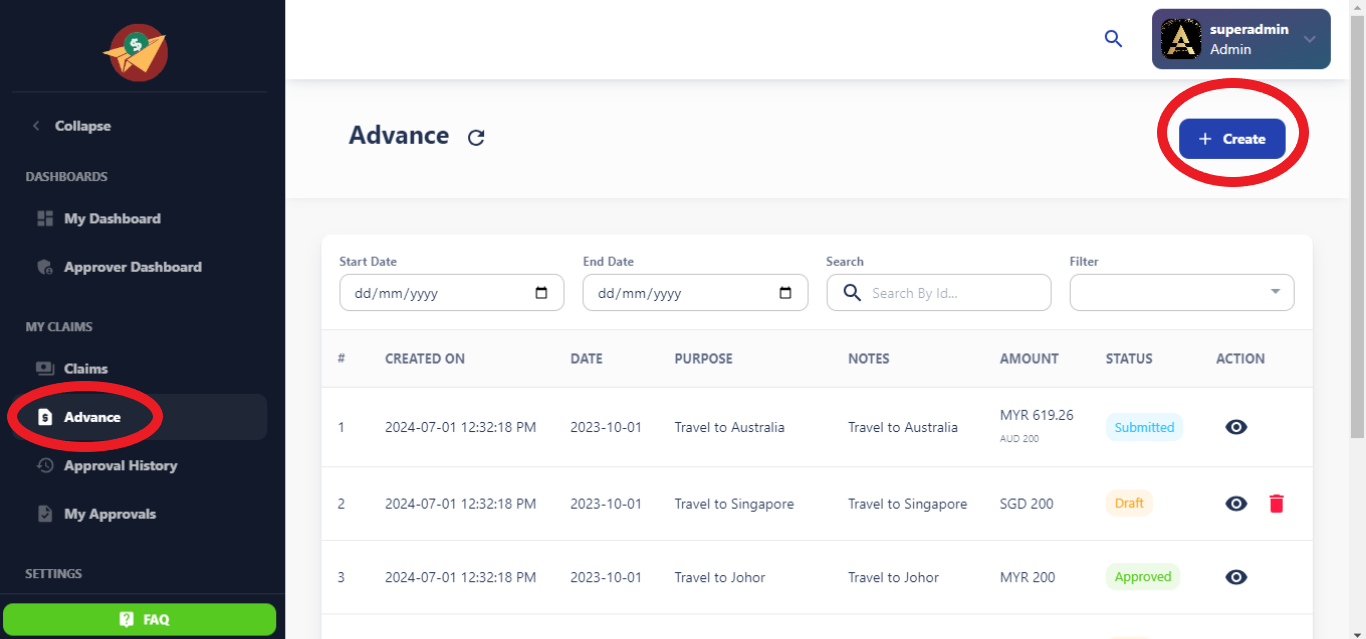 superadmin
Admin
Collapse
DASHBOARDS
My Dashboard
Approver Dashboard
MY CLAIMS
Claims
Advance
Approval History
My Approvals
SETTINGS
FAQ
Advance
+ Create
Start Date End Date Search Filter
dd/mm/yyyy dd/mm/yyyy Search By Id...
# CREATED ON DATE PURPOSE NOTES AMOUNT STATUS ACTION
1 2024-07-01 12:32:18 PM 2023-10-01 Travel to Australia Travel to Australia MYR 619.26 Submitted
AUD 200
2 2024-07-01 12:32:18 PM 2023-10-01 Travel to Singapore Travel to Singapore SGD 200 Draft
3 2024-07-01 12:32:18 PM 2023-10-01 Travel to Johor Travel to Johor MYR 200 Approved